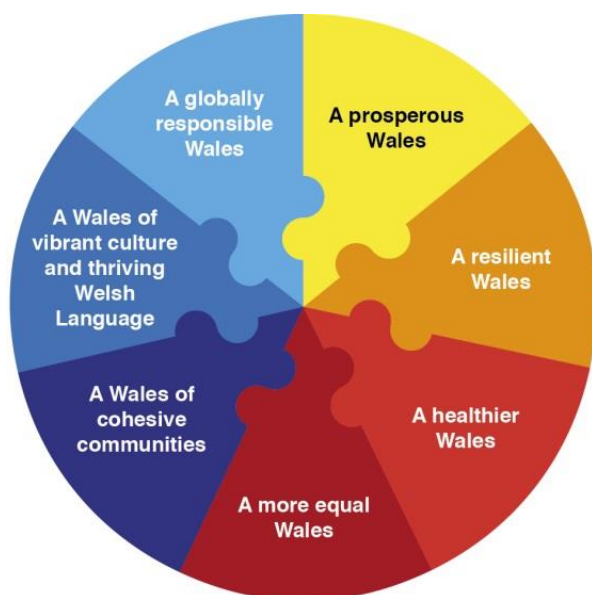 A globally
responsible
Wales
A prosperous
Wales
A resilient
Wales
A healthier
Wales
A more equal
Wales
A Wales of
cohesive
communities
A Wales of
vibrant culture
and thriving
Welsh
Language